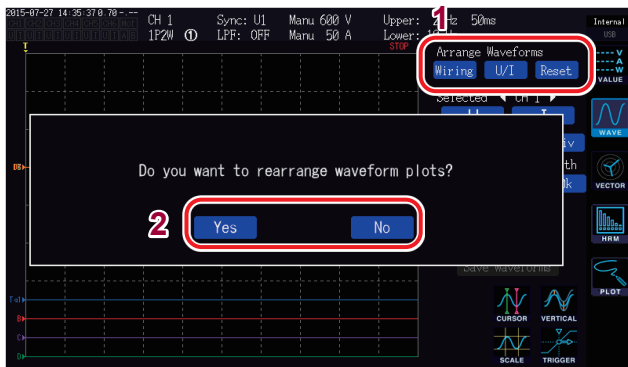 2015-07-27 14:35:37
CH 1 Sync: U1 Manu 600 V Upper: Hz 50ms
1P2W ① LPF: OFF Manu 50 A Lower: Hz
Internal
USB
STOP
1
Arrange Waveforms
Wiring U/I Reset
VALUE
Selected CH 1
WAVE
Do you want to rearrange waveform plots?
2
Yes No
VECTOR
HRM
Save Waveforms
PLOT
CURSOR VERTICAL
SCALE TRIGGER